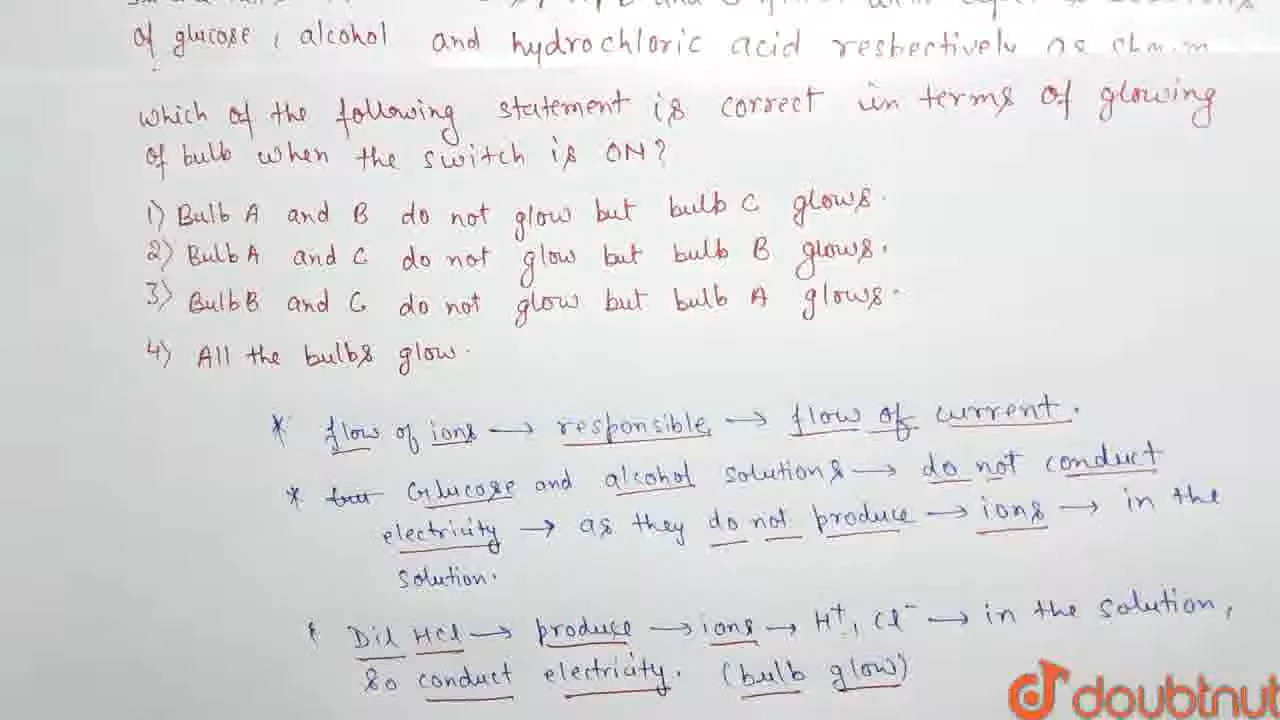 of glucose, alcohol and hydrochloric acid respectively as shown
which of the following statement is correct in terms of glowing
of bulb when the switch is ON?
1) Bulb A and B do not glow but bulb C glows.
2) Bulb A and C do not glow but bulb B glows.
3) Bulb B and C do not glow but bulb A glows.
4) All the bulbs glow.
* flow of ions → responsible → flow of current.
* Glucose and alcohol solutions → do not conduct
electricity → as they do not produce → ions → in the
solution.
* Dil HCl → produce → ions → H⁺, Cl⁻ → in the solution,
so conduct electricity. (bulb glow)
doubtnut